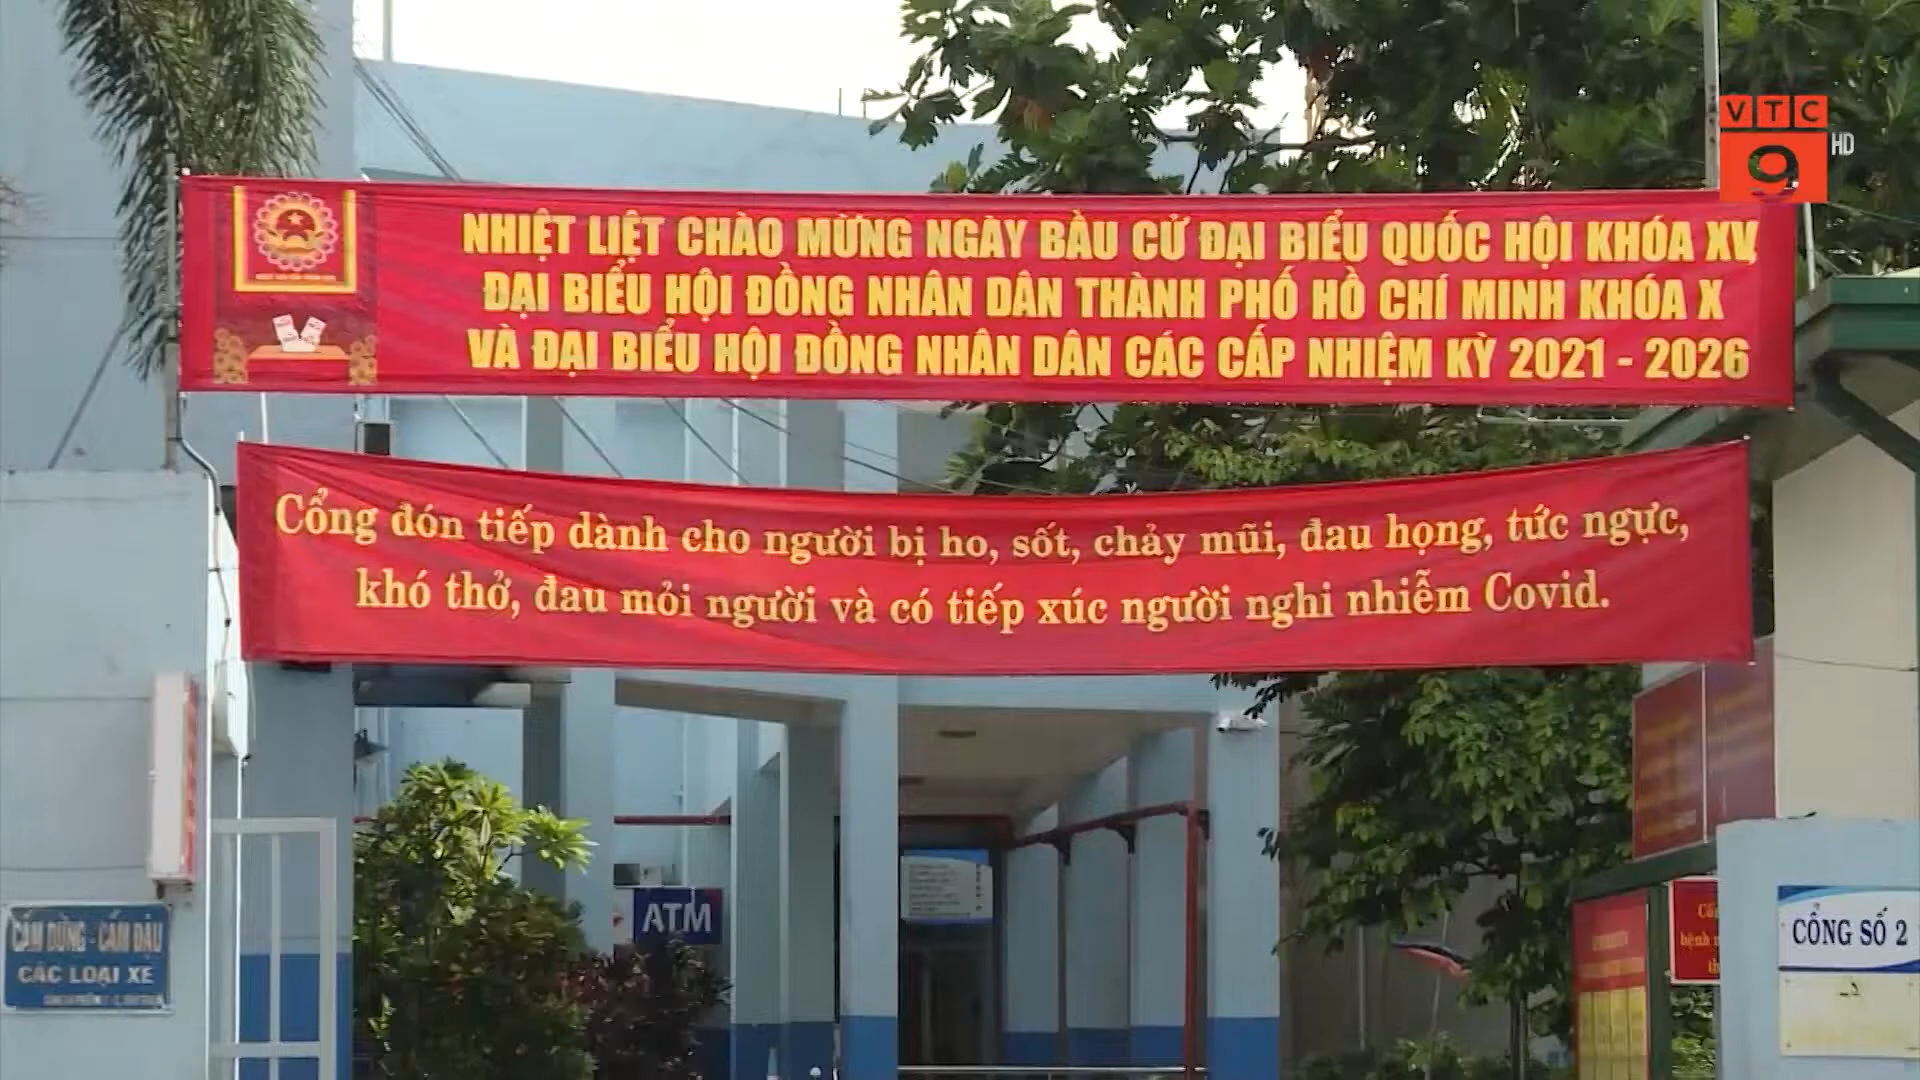 VTC
9 HD
NHIỆT LIỆT CHÀO MỪNG NGÀY BẦU CỬ ĐẠI BIỂU QUỐC HỘI KHÓA XV,
ĐẠI BIỂU HỘI ĐỒNG NHÂN DÂN THÀNH PHỐ HỒ CHÍ MINH KHÓA X
VÀ ĐẠI BIỂU HỘI ĐỒNG NHÂN DÂN CÁC CẤP NHIỆM KỲ 2021 - 2026
Cổng đón tiếp dành cho người bị ho, sốt, chảy mũi, đau họng, tức ngực,
khó thở, đau mỏi người và có tiếp xúc người nghi nhiễm Covid.
ATM
CẤM DỪNG - CẤM ĐẬU
CÁC LOẠI XE
bệnh
CỔNG SỐ 2